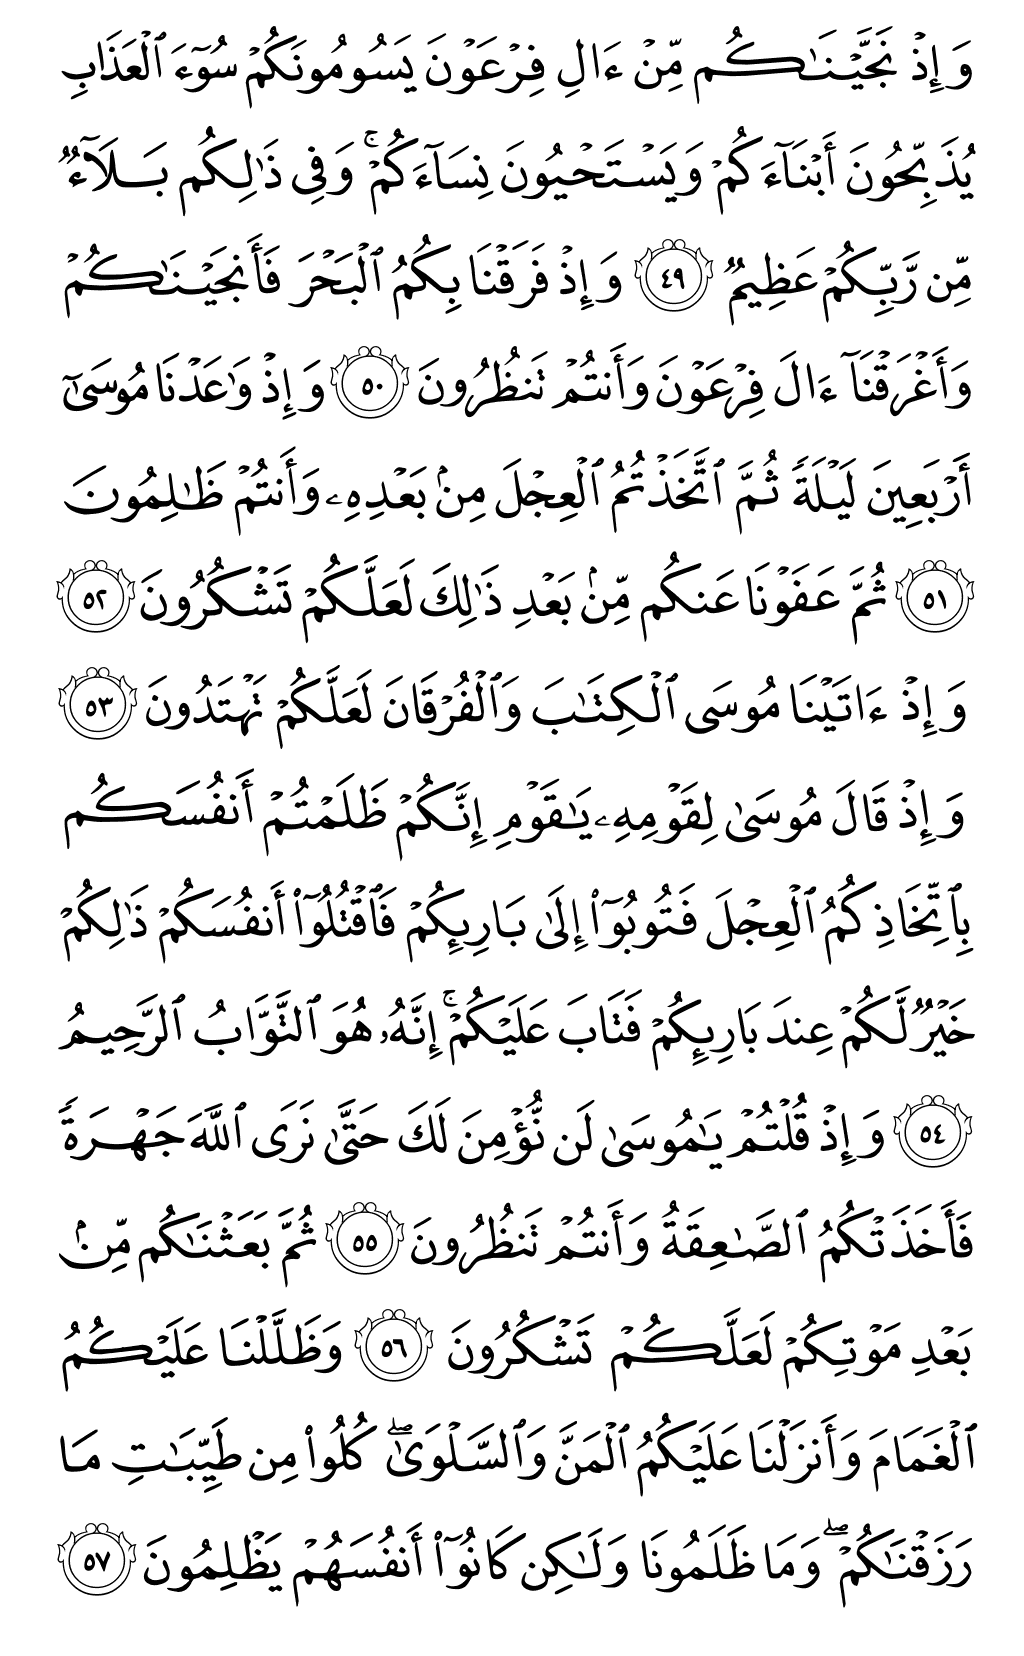 وَإِذۡ نَجَّيۡنَٰكُم مِّنۡ ءَالِ فِرۡعَوۡنَ يَسُومُونَكُمۡ سُوٓءَ ٱلۡعَذَابِ
يُذَبِّحُونَ أَبۡنَآءَكُمۡ وَيَسۡتَحۡيُونَ نِسَآءَكُمۡۚ وَفِي ذَٰلِكُم بَلَآءٞ
مِّن رَّبِّكُمۡ عَظِيمٞ ٤٩ وَإِذۡ فَرَقۡنَا بِكُمُ ٱلۡبَحۡرَ فَأَنجَيۡنَٰكُمۡ
وَأَغۡرَقۡنَآ ءَالَ فِرۡعَوۡنَ وَأَنتُمۡ تَنظُرُونَ ٥٠ وَإِذۡ وَٰعَدۡنَا مُوسَىٰٓ
أَرۡبَعِينَ لَيۡلَةٗ ثُمَّ ٱتَّخَذۡتُمُ ٱلۡعِجۡلَ مِنۢ بَعۡدِهِۦ وَأَنتُمۡ ظَٰلِمُونَ
٥١ ثُمَّ عَفَوۡنَا عَنكُم مِّنۢ بَعۡدِ ذَٰلِكَ لَعَلَّكُمۡ تَشۡكُرُونَ ٥٢
وَإِذۡ ءَاتَيۡنَا مُوسَى ٱلۡكِتَٰبَ وَٱلۡفُرۡقَانَ لَعَلَّكُمۡ تَهۡتَدُونَ ٥٣
وَإِذۡ قَالَ مُوسَىٰ لِقَوۡمِهِۦ يَٰقَوۡمِ إِنَّكُمۡ ظَلَمۡتُمۡ أَنفُسَكُم
بِٱتِّخَاذِكُمُ ٱلۡعِجۡلَ فَتُوبُوٓاْ إِلَىٰ بَارِئِكُمۡ فَٱقۡتُلُوٓاْ أَنفُسَكُمۡ ذَٰلِكُمۡ
خَيۡرٞ لَّكُمۡ عِندَ بَارِئِكُمۡ فَتَابَ عَلَيۡكُمۡۚ إِنَّهُۥ هُوَ ٱلتَّوَّابُ ٱلرَّحِيمُ
٥٤ وَإِذۡ قُلۡتُمۡ يَٰمُوسَىٰ لَن نُّؤۡمِنَ لَكَ حَتَّىٰ نَرَى ٱللَّهَ جَهۡرَةٗ
فَأَخَذَتۡكُمُ ٱلصَّٰعِقَةُ وَأَنتُمۡ تَنظُرُونَ ٥٥ ثُمَّ بَعَثۡنَٰكُم مِّنۢ
بَعۡدِ مَوۡتِكُمۡ لَعَلَّكُمۡ تَشۡكُرُونَ ٥٦ وَظَلَّلۡنَا عَلَيۡكُمُ
ٱلۡغَمَامَ وَأَنزَلۡنَا عَلَيۡكُمُ ٱلۡمَنَّ وَٱلسَّلۡوَىٰۖ كُلُواْ مِن طَيِّبَٰتِ مَا
رَزَقۡنَٰكُمۡۖ وَمَا ظَلَمُونَا وَلَٰكِن كَانُوٓاْ أَنفُسَهُمۡ يَظۡلِمُونَ ٥٧